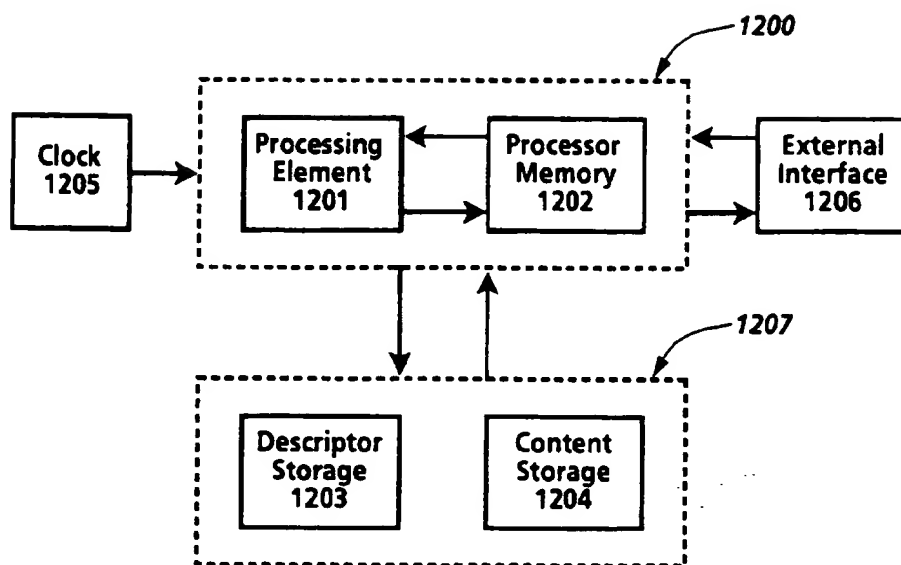 1200
Clock
1205
Processing
Element
1201
Processor
Memory
1202
External
Interface
1206
1207
Descriptor
Storage
1203
Content
Storage
1204